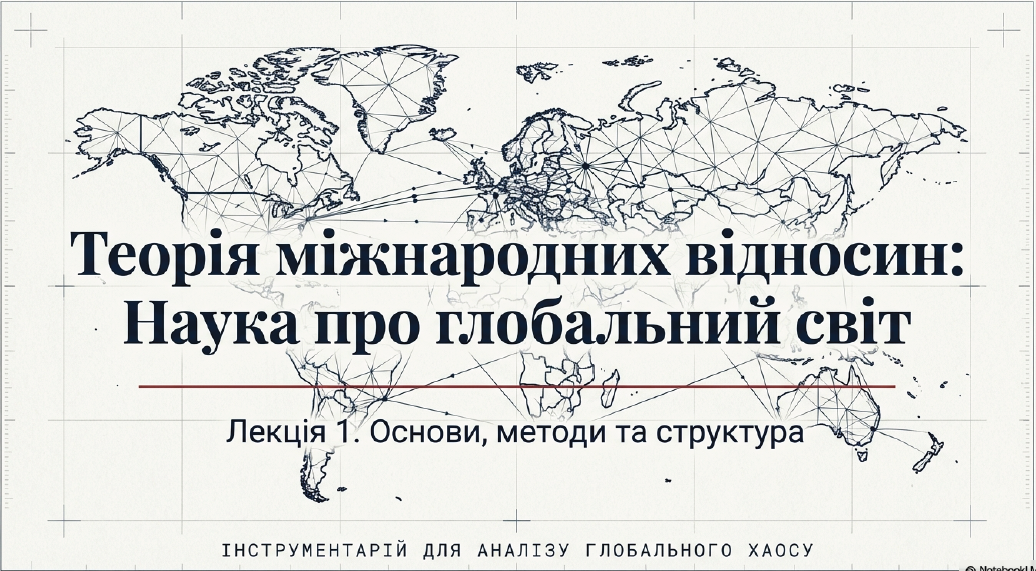 Теорія міжнародних відносин:
Наука про глобальний світ
Лекція 1. Основи, методи та структура
ІНСТРУМЕНТАРІЙ ДЛЯ АНАЛІЗУ ГЛОБАЛЬНОГО ХАОСУ